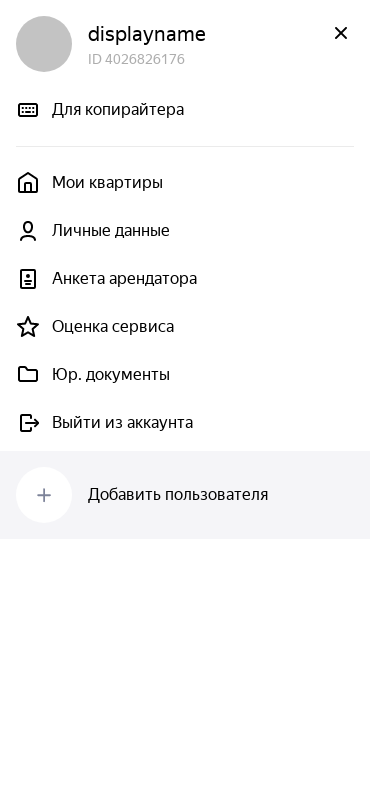 displayname
ID 4026826176
Для копирайтера
Мои квартиры
Личные данные
Анкета арендатора
Оценка сервиса
Юр. документы
Выйти из аккаунта
Добавить пользователя